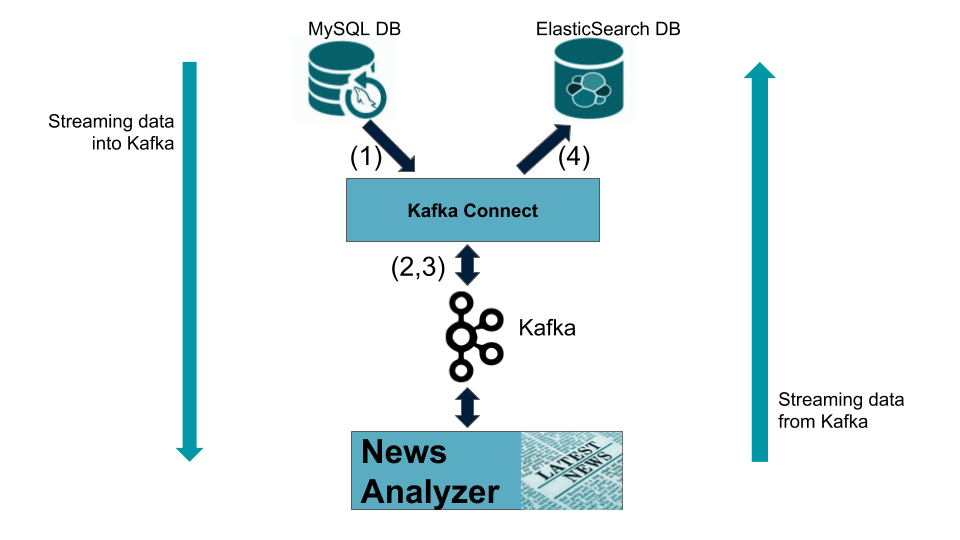 MySQL DB
ElasticSearch DB
Streaming data
into Kafka
(1)
(4)
Kafka Connect
(2,3)
Kafka
Streaming data
from Kafka
News
Analyzer
LATEST
NEWS